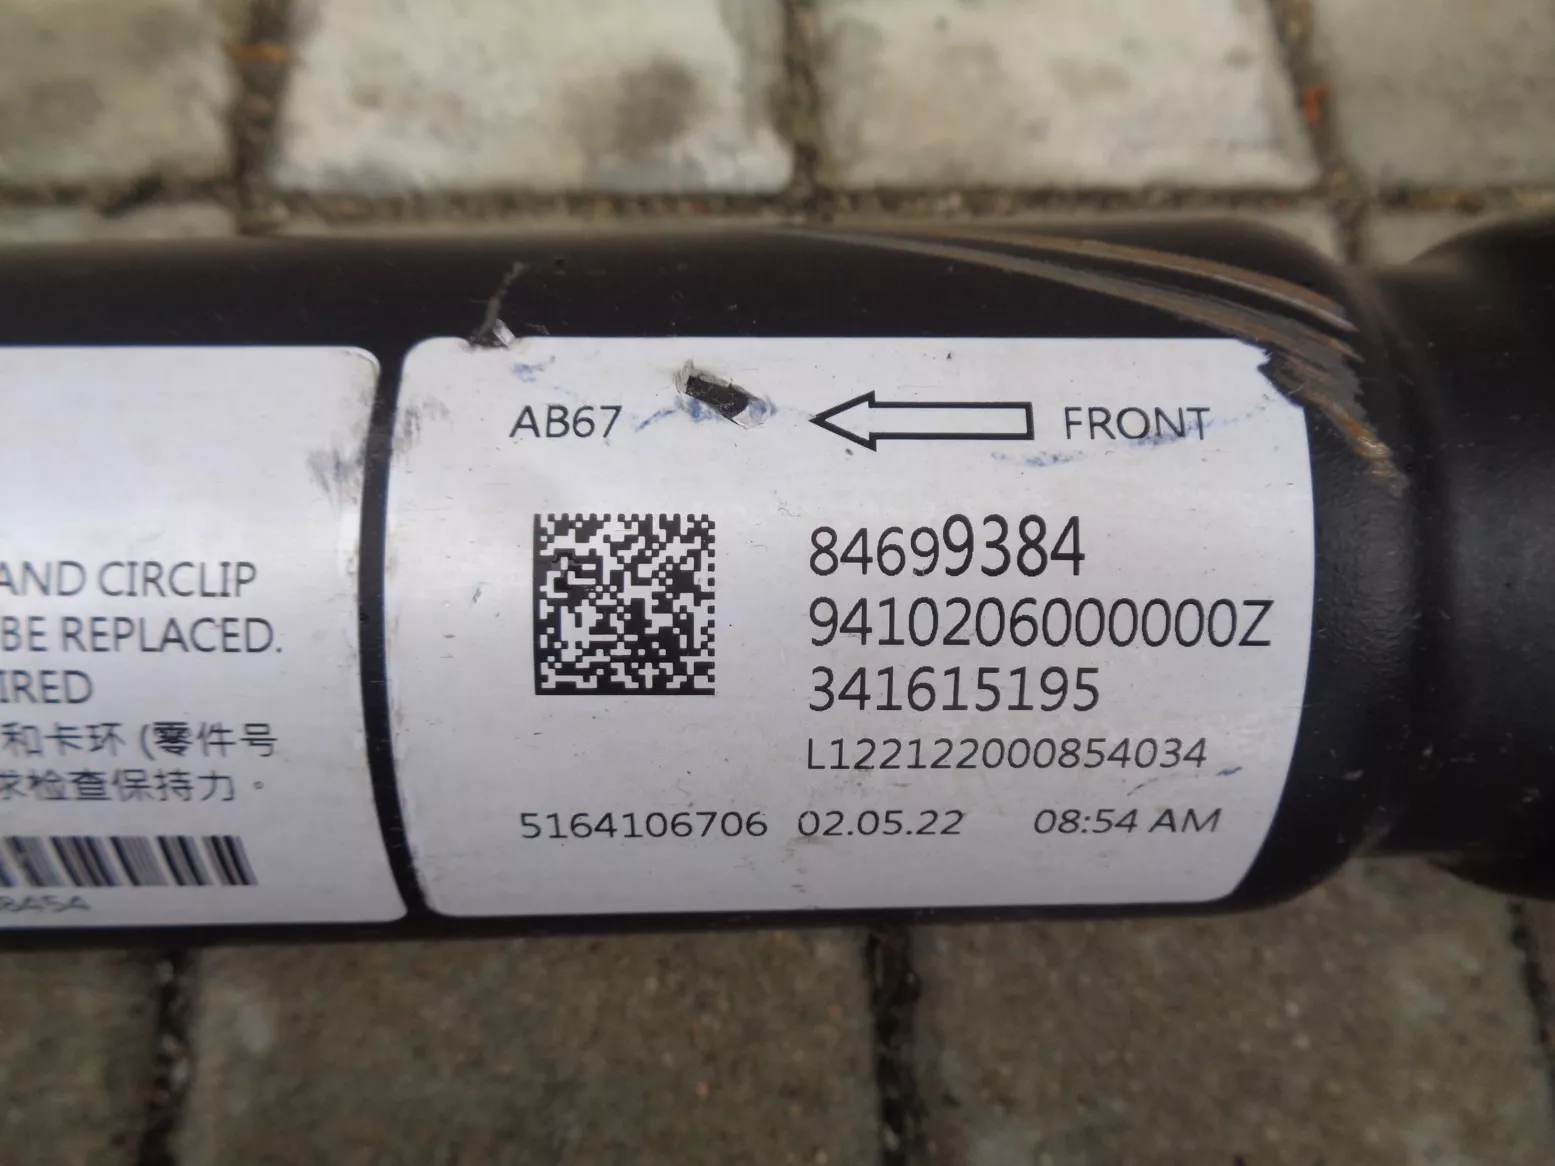 AND CIRCLIP
BE REPLACED.
IRED
和卡环 (零件号
求检查保持力。
8454
AB67
FRONT
84699384
94102060000000Z
341615195
L122122000854034
5164106706 02.05.22 08:54 AM